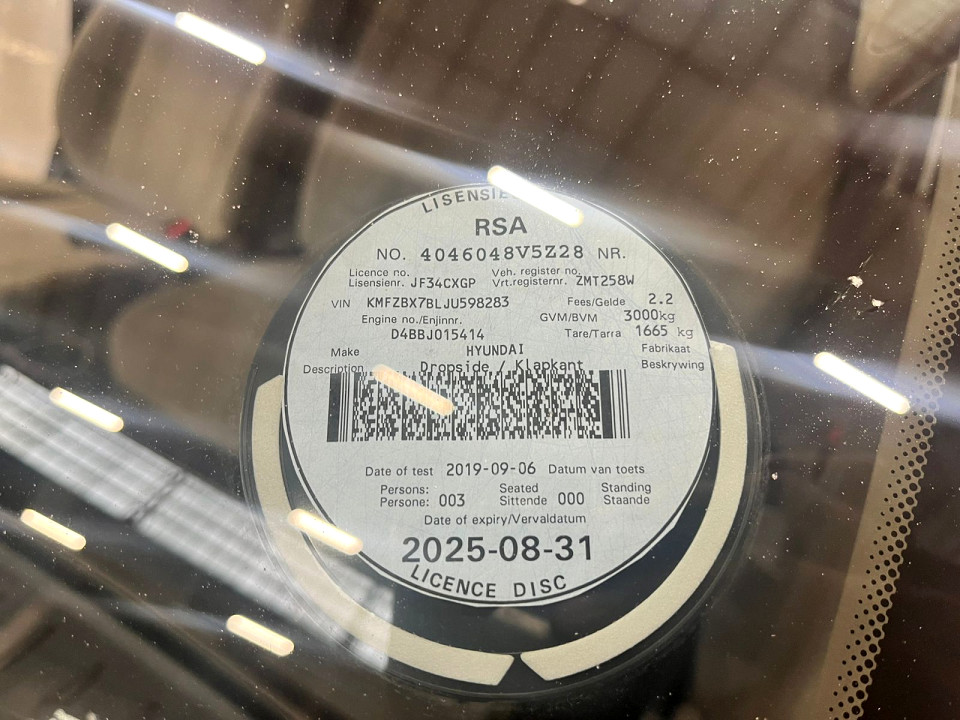 LISENSIE
RSA
NO. 4046048V5Z28 NR.
Licence no. JF34CXGP Veh. register no. ZMT258W
Lisensienr. Vrt.registernr.
VIN KMFZBX7BLJU598283 Fees/Gelde 2.2
Engine no./Enjinnr. GVM/BVM 3000kg
D4BBJ015414 Tare/Tarra 1665 kg
Make HYUNDAI Fabrikaat
Description Dropside / Klapkant Beskrywing
Date of test 2019-09-06 Datum van toets
Persons: Seated Standing
Persone: 003 Sittende 000 Staande
Date of expiry/Vervaldatum
2025-08-31
LICENCE DISC